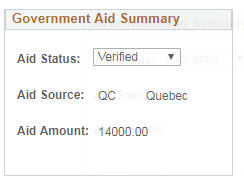 Government Aid Summary
Aid Status: Verified
Aid Source: QC Quebec
Aid Amount: 14000.00